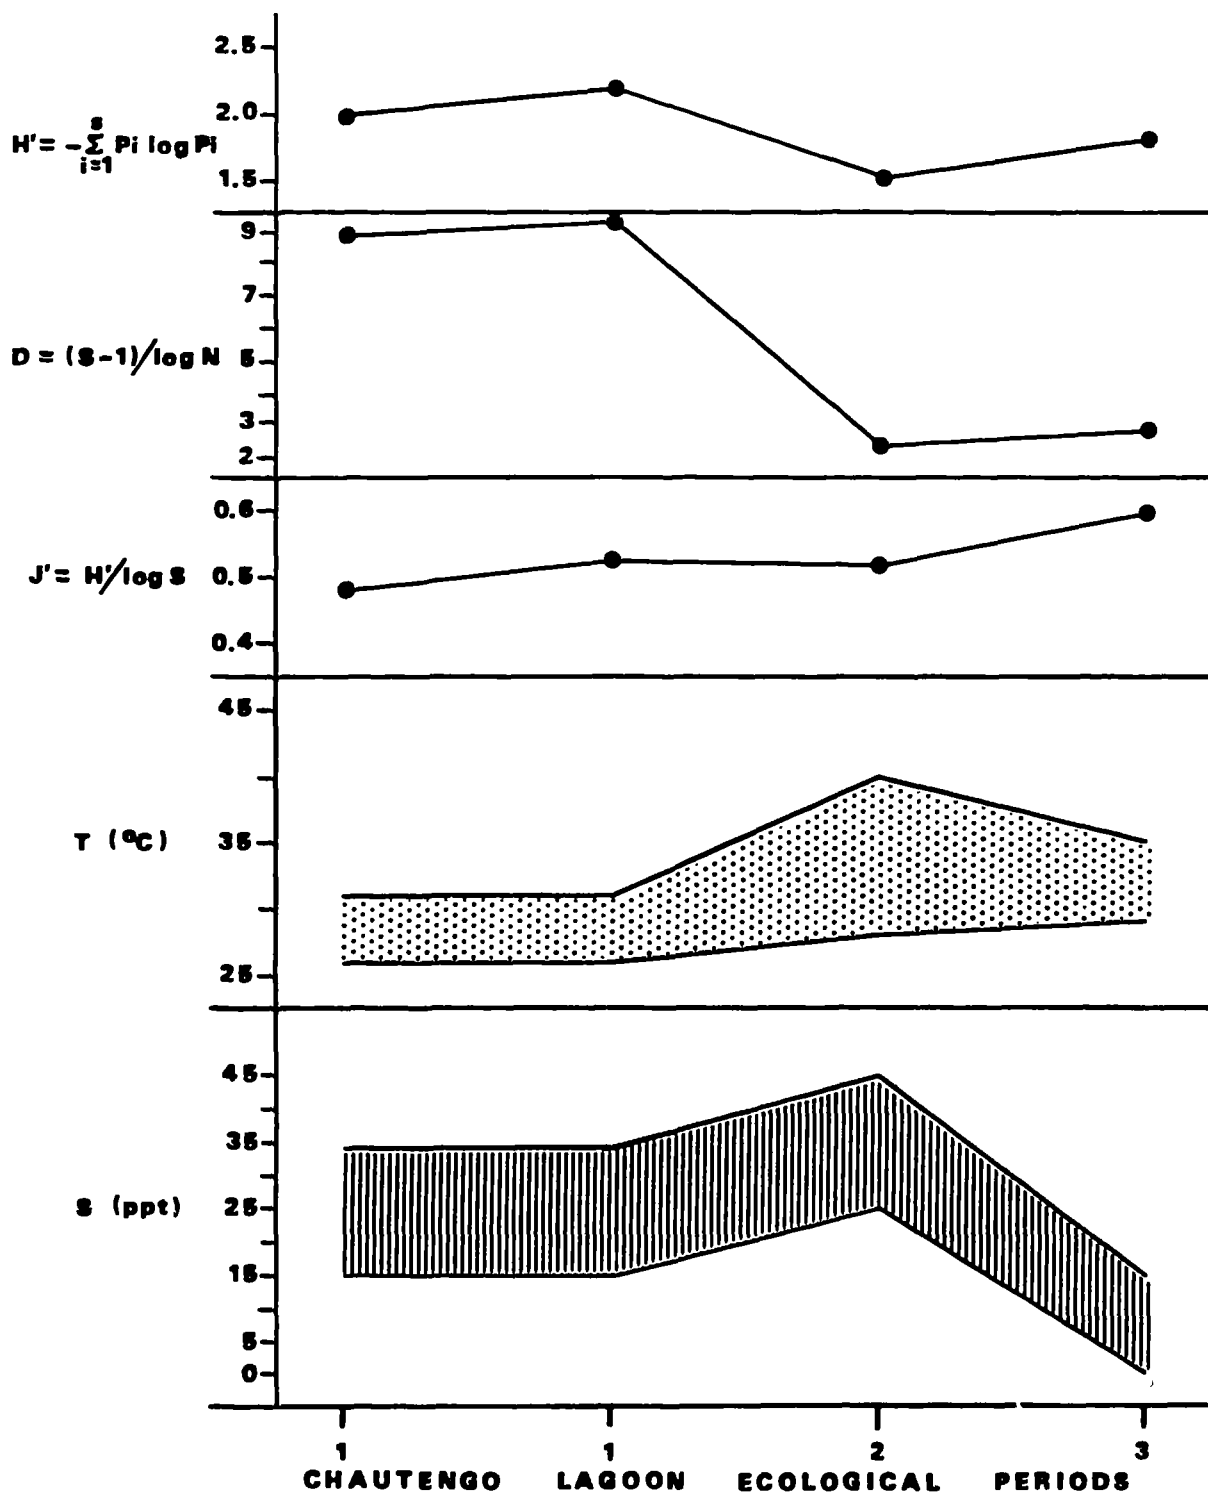 2.5
2.0
s
H' = -Σ Pi log Pi
i=1
1.5
9
7
D = (S-1)/log N 5
3
2
0.6
J' = H'/log S 0.5
0.4
45
T (ºC) 35
25
45
35
S (ppt) 25
15
5
0
1 1 2 3
CHAUTENGO LAGOON ECOLOGICAL PERIODS